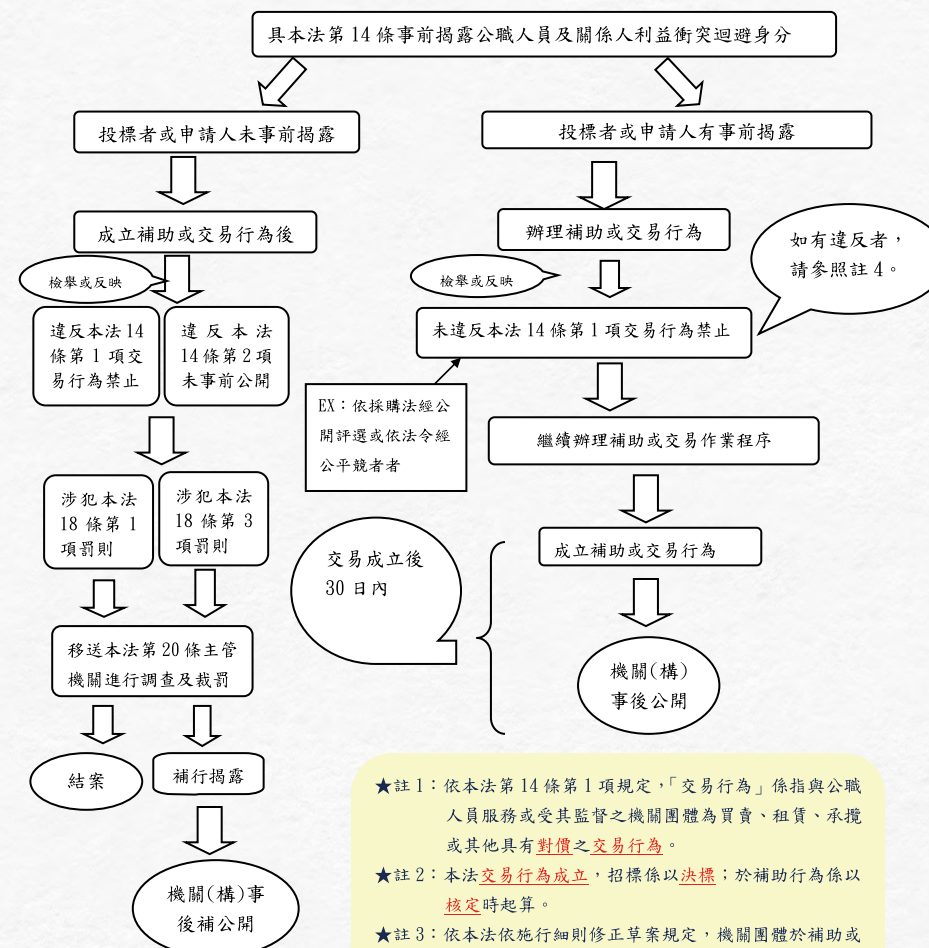 具本法第14條事前揭露公職人員及關係人利益衝突迴避身分
投標者或申請人未事前揭露
成立補助或交易行為後
檢舉或反映
違反本法14
條第1項交
易行為禁止
違反本法
14條第2項
未事前公開
涉犯本法
18條第1
項罰則
涉犯本法
18條第3
項罰則
移送本法第20條主管
機關進行調查及裁罰
結案
補行揭露
機關(構)事
後補公開
投標者或申請人有事前揭露
辦理補助或交易行為
檢舉或反映
如有違反者，
請參照註4。
未違反本法14條第1項交易行為禁止
EX：依採購法經公
開評選或依法令經
公平競者者
繼續辦理補助或交易作業程序
成立補助或交易行為
交易成立後
30日內
機關(構)
事後公開
★註1：依本法第14條第1項規定，「交易行為」係指與公職
人員服務或受其監督之機關團體為買賣、租賃、承攬
或其他具有對價之交易行為。
★註2：本法交易行為成立，招標係以決標；於補助行為係以
核定時起算。
★註3：依本法依施行細則修正草案規定，機關團體於補助或